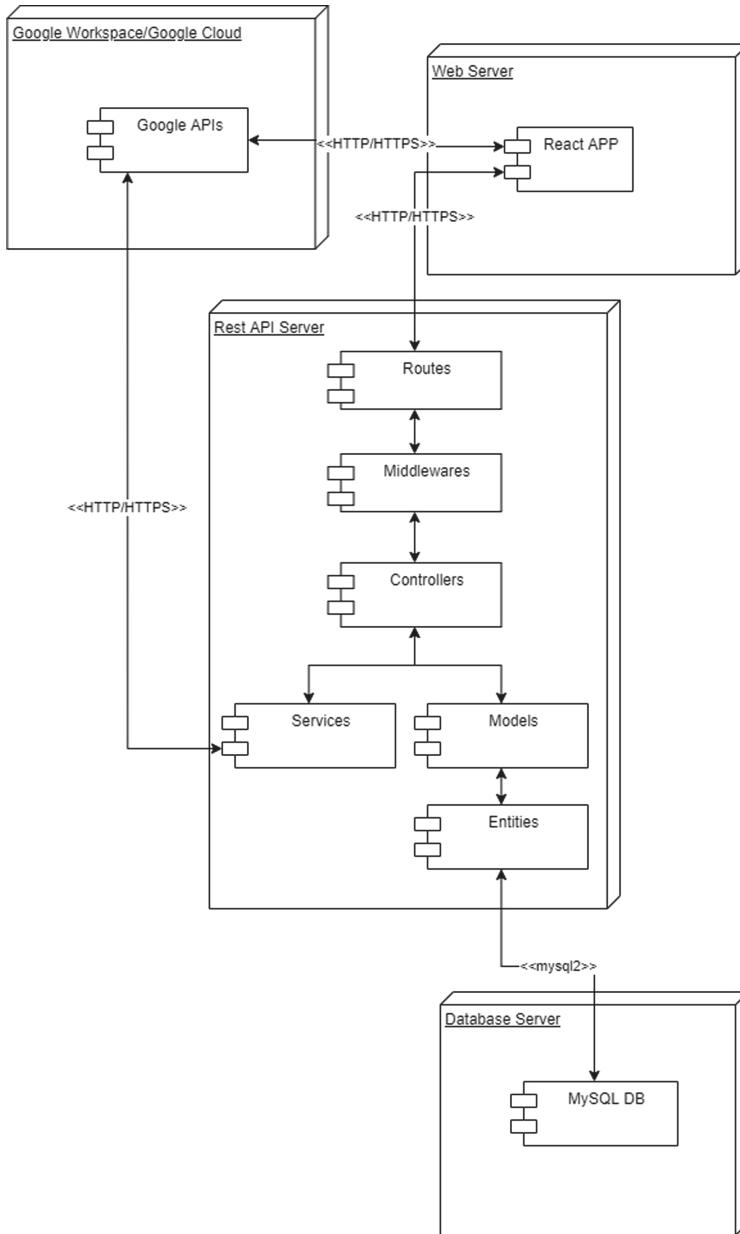 Google Workspace/Google Cloud
Web Server
Google APIs
React APP
<<HTTP/HTTPS>>
<<HTTP/HTTPS>>
Rest API Server
Routes
Middlewares
<<HTTP/HTTPS>>
Controllers
Services
Models
Entities
<<mysql2>>
Database Server
MySQL DB